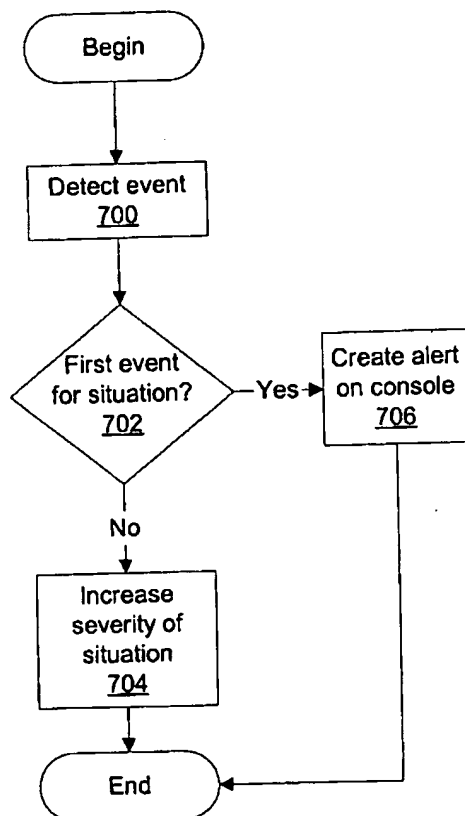 Begin
Detect event
700
First event
for situation?
702
Yes
Create alert
on console
706
No
Increase
severity of
situation
704
End